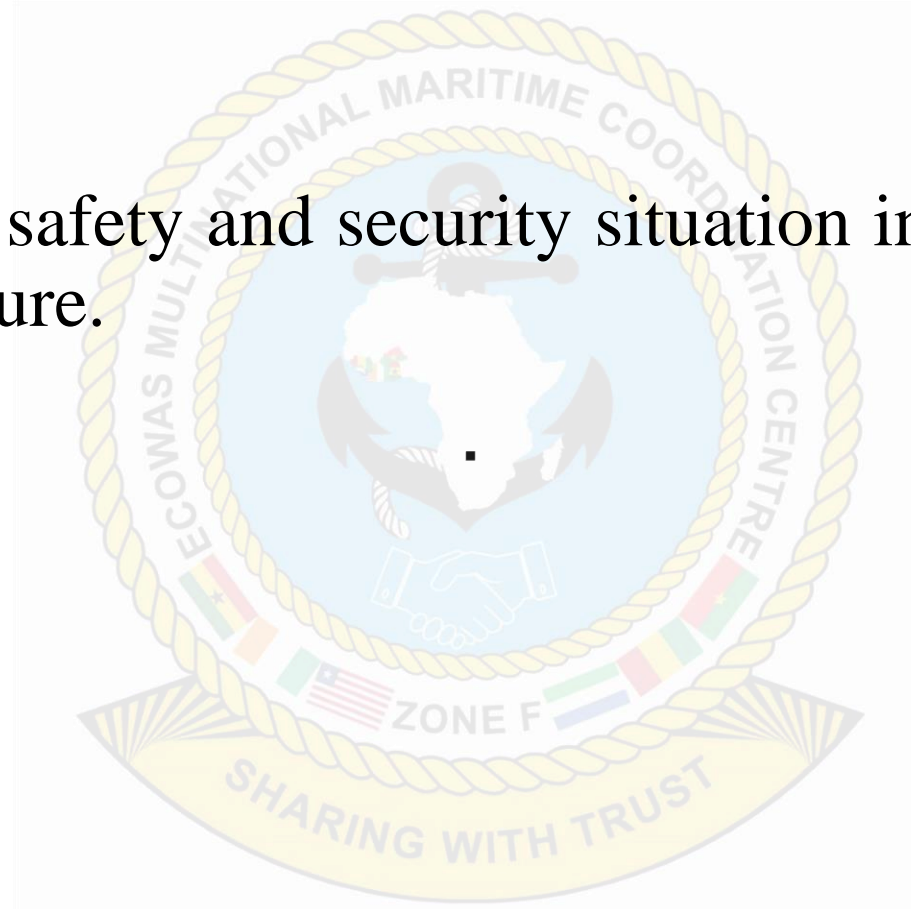 ECOWAS MULTINATIONAL MARITIME COORDINATION CENTRE
safety and security situation in
ure.
ZONE F
SHARING WITH TRUST